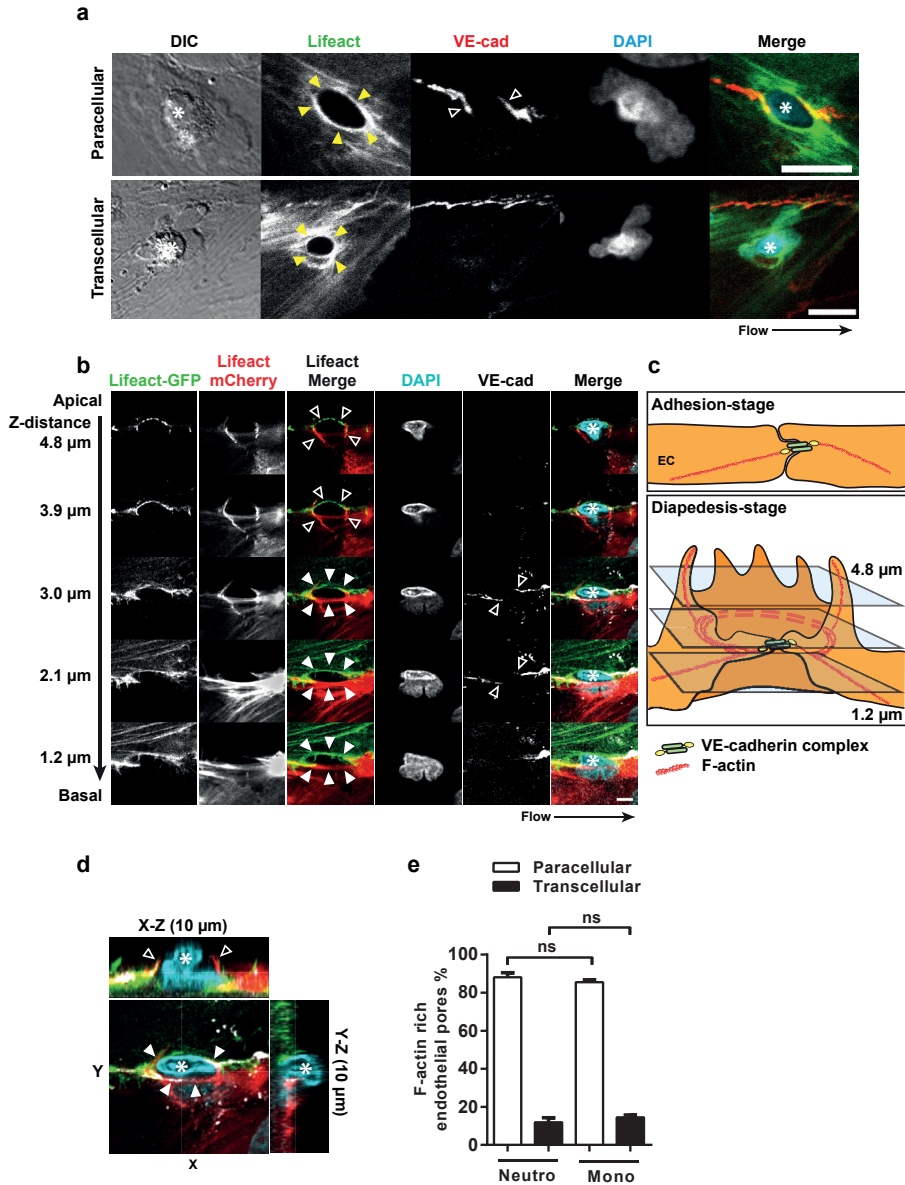 a
DIC Lifeact VE-cad DAPI Merge
Paracellular
Transcellular
Flow
b
Lifeact-GFP Lifeact mCherry Lifeact Merge DAPI VE-cad Merge
Apical
Z-distance
4.8 µm
3.9 µm
3.0 µm
2.1 µm
1.2 µm
Basal
Flow
c
Adhesion-stage
EC
Diapedesis-stage
4.8 µm
1.2 µm
VE-cadherin complex
F-actin
d
X-Z (10 µm)
Y
Y-Z (10 µm)
X
e
Paracellular
Transcellular
ns
ns
F-actin rich
endothelial pores %
100
80
60
40
20
0
Neutro Mono